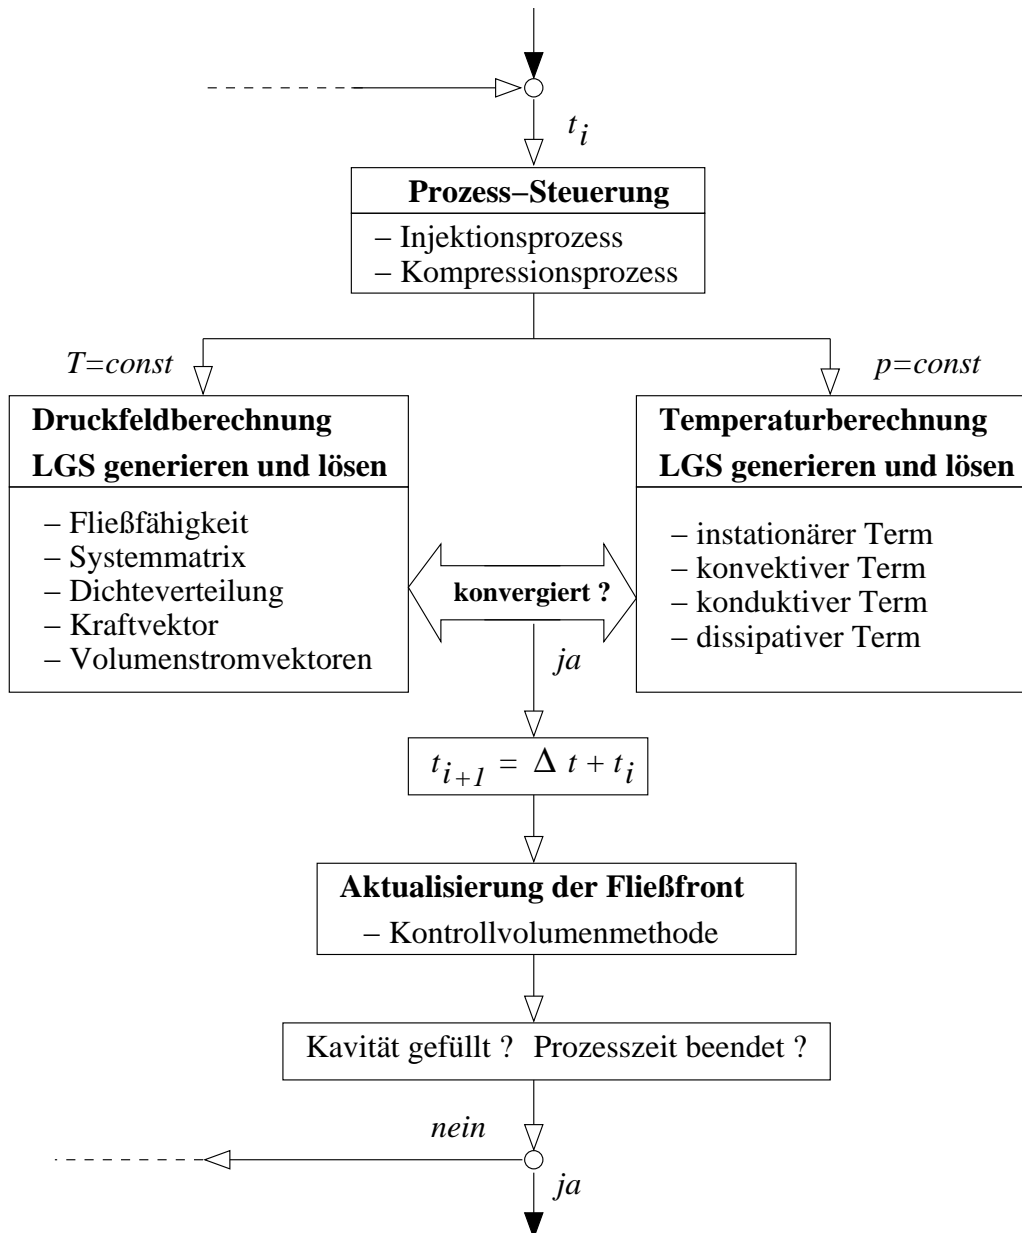 t_i
Prozess–Steuerung
– Injektionsprozess
– Kompressionsprozess
T=const
p=const
Druckfeldberechnung
LGS generieren und lösen
– Fließfähigkeit
– Systemmatrix
– Dichteverteilung
– Kraftvektor
– Volumenstromvektoren
konvergiert ?
Temperaturberechnung
LGS generieren und lösen
– instationärer Term
– konvektiver Term
– konduktiver Term
– dissipativer Term
ja
t_{i+1} = Δ t + t_i
Aktualisierung der Fließfront
– Kontrollvolumenmethode
Kavität gefüllt ? Prozesszeit beendet ?
nein
ja